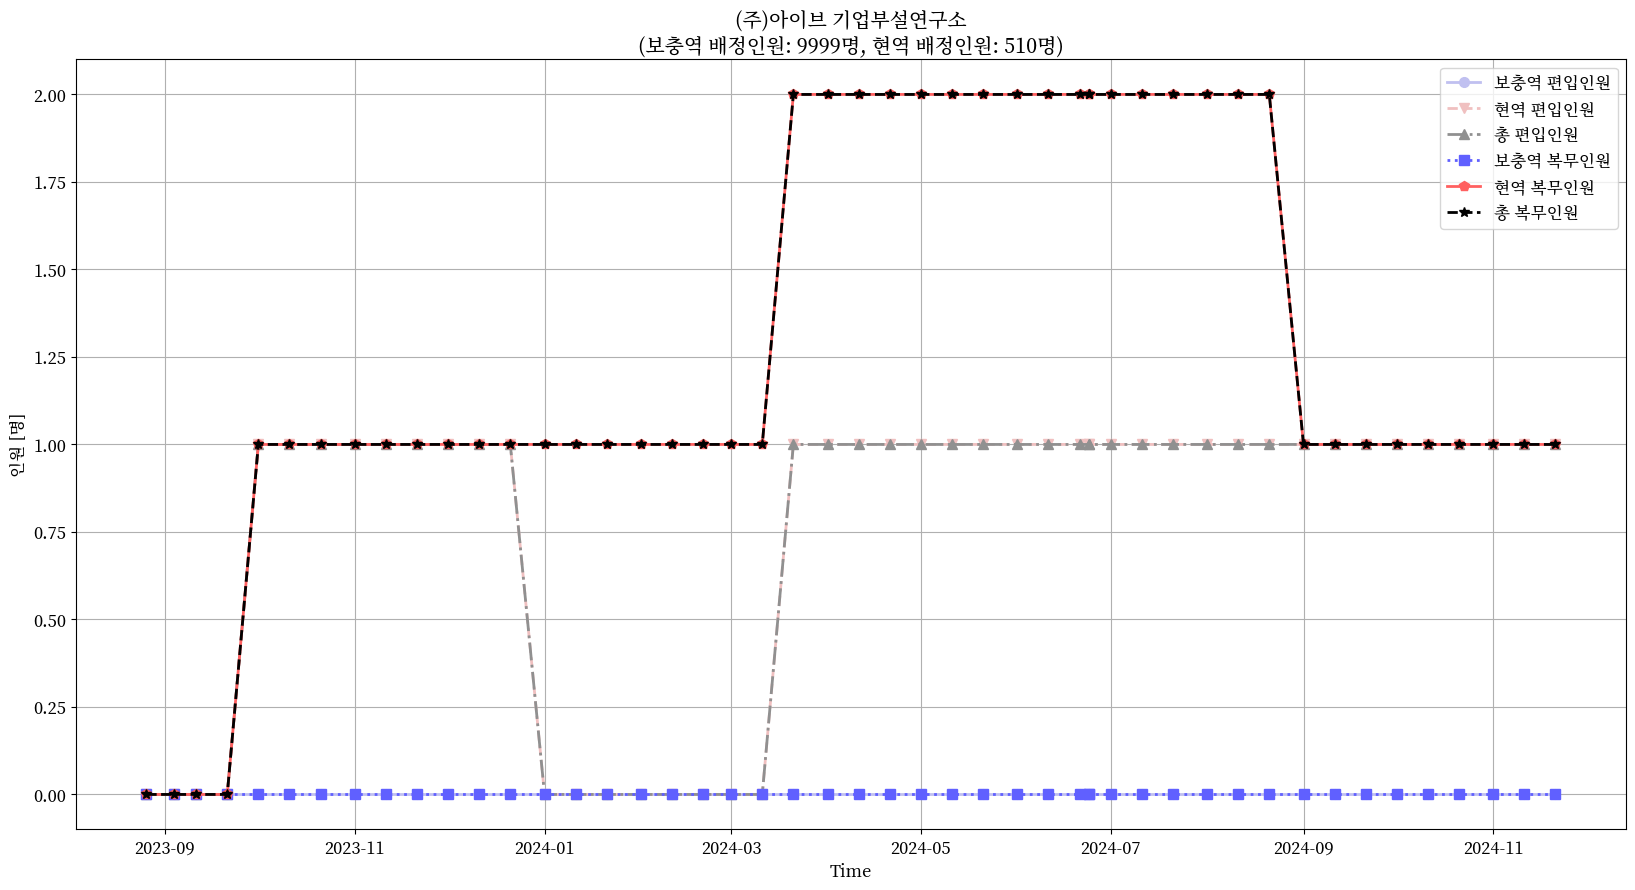 (주)아이브 기업부설연구소
(보충역 배정인원: 9999명, 현역 배정인원: 510명)
보충역 편입인원
현역 편입인원
총 편입인원
보충역 복무인원
현역 복무인원
총 복무인원
인원 [명]
2.00
1.75
1.50
1.25
1.00
0.75
0.50
0.25
0.00
2023-09 2023-11 2024-01 2024-03 2024-05 2024-07 2024-09 2024-11
Time